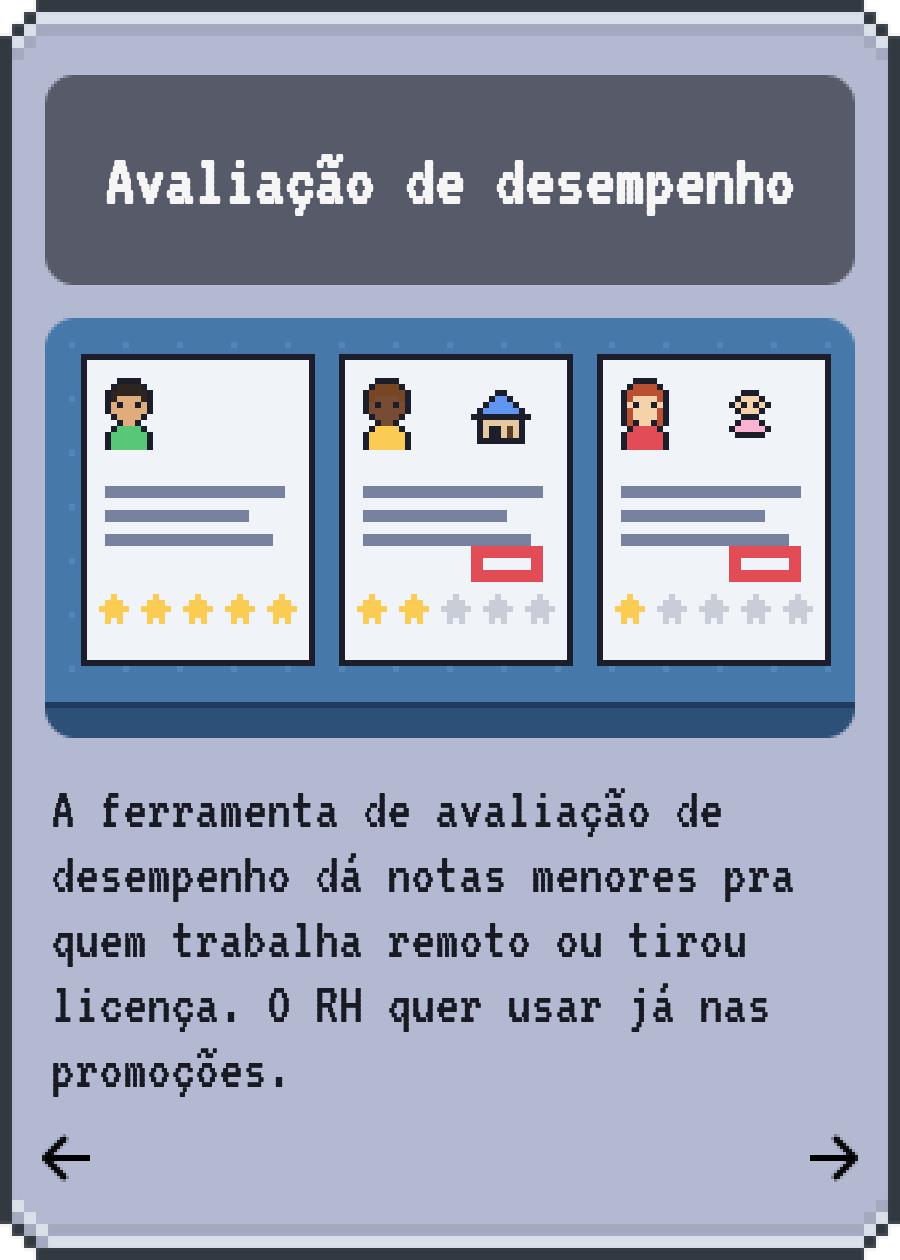 Avaliação de desempenho
A ferramenta de avaliação de
desempenho dá notas menores pra
quem trabalha remoto ou tirou
licença. O RH quer usar já nas
promoções.